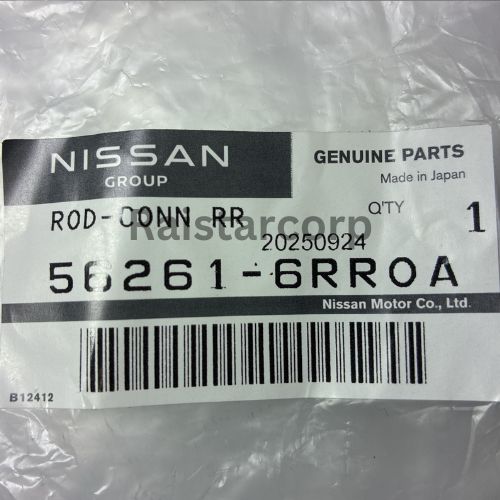 NISSAN
GROUP
GENUINE PARTS
Made in Japan
ROD-CONN RR
Q'TY 1
Raistarcorp
20250924
56261-6RR0A
Nissan Motor Co., Ltd.
B12412